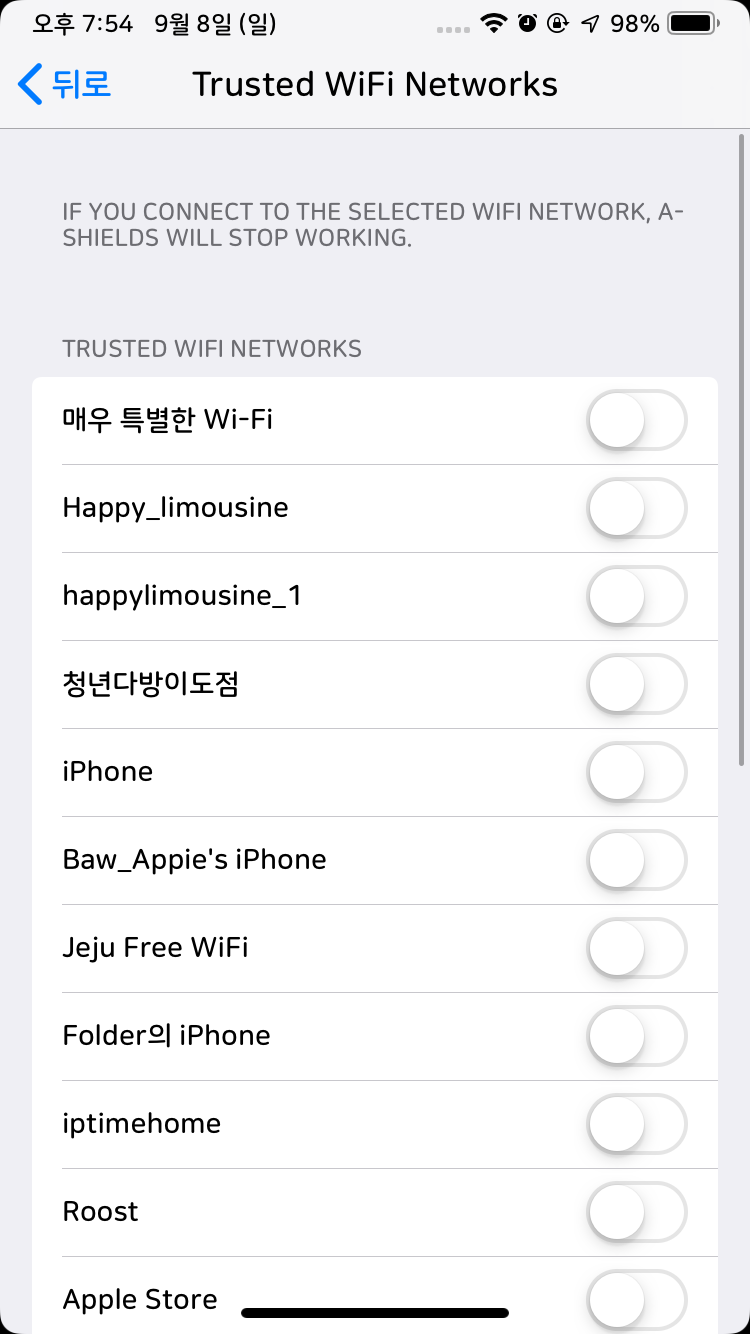 오후 7:54 9월 8일 (일) 98%
뒤로 Trusted WiFi Networks
IF YOU CONNECT TO THE SELECTED WIFI NETWORK, A-
SHIELDS WILL STOP WORKING.
TRUSTED WIFI NETWORKS
매우 특별한 Wi-Fi
Happy_limousine
happylimousine_1
청년다방이도점
iPhone
Baw_Appie's iPhone
Jeju Free WiFi
Folder의 iPhone
iptimehome
Roost
Apple Store